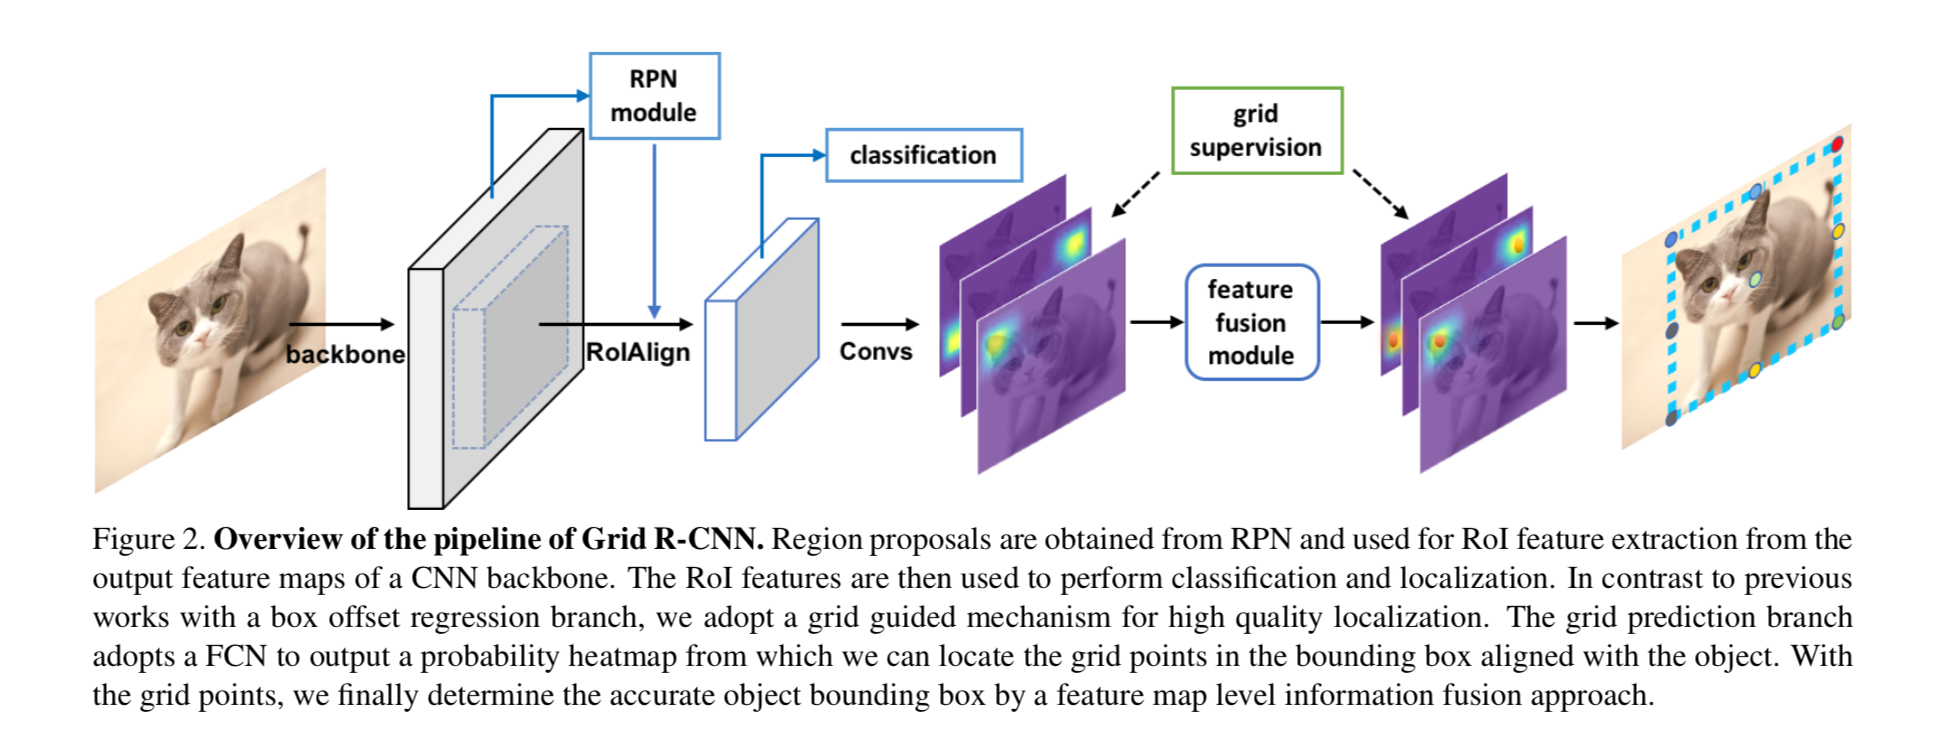 RPN
module
classification
grid
supervision
backbone
RoIAlign
Convs
feature
fusion
module
Figure 2. Overview of the pipeline of Grid R-CNN. Region proposals are obtained from RPN and used for RoI feature extraction from the
output feature maps of a CNN backbone. The RoI features are then used to perform classification and localization. In contrast to previous
works with a box offset regression branch, we adopt a grid guided mechanism for high quality localization. The grid prediction branch
adopts a FCN to output a probability heatmap from which we can locate the grid points in the bounding box aligned with the object. With
the grid points, we finally determine the accurate object bounding box by a feature map level information fusion approach.